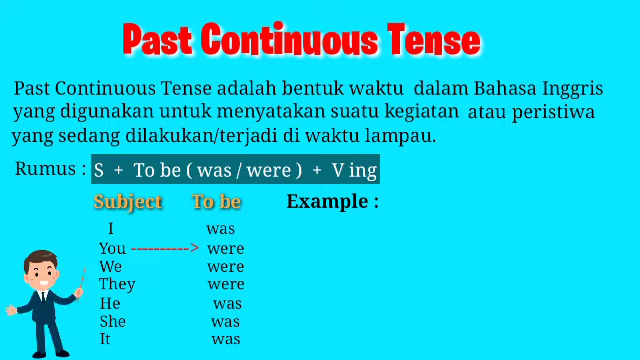 Past Continuous Tense
Past Continuous Tense adalah bentuk waktu dalam Bahasa Inggris
yang digunakan untuk menyatakan suatu kegiatan atau peristiwa
yang sedang dilakukan/terjadi di waktu lampau.
Rumus : S + To be ( was / were ) + V ing
Subject To be Example :
I was
You ----------> were
We were
They were
He was
She was
It was